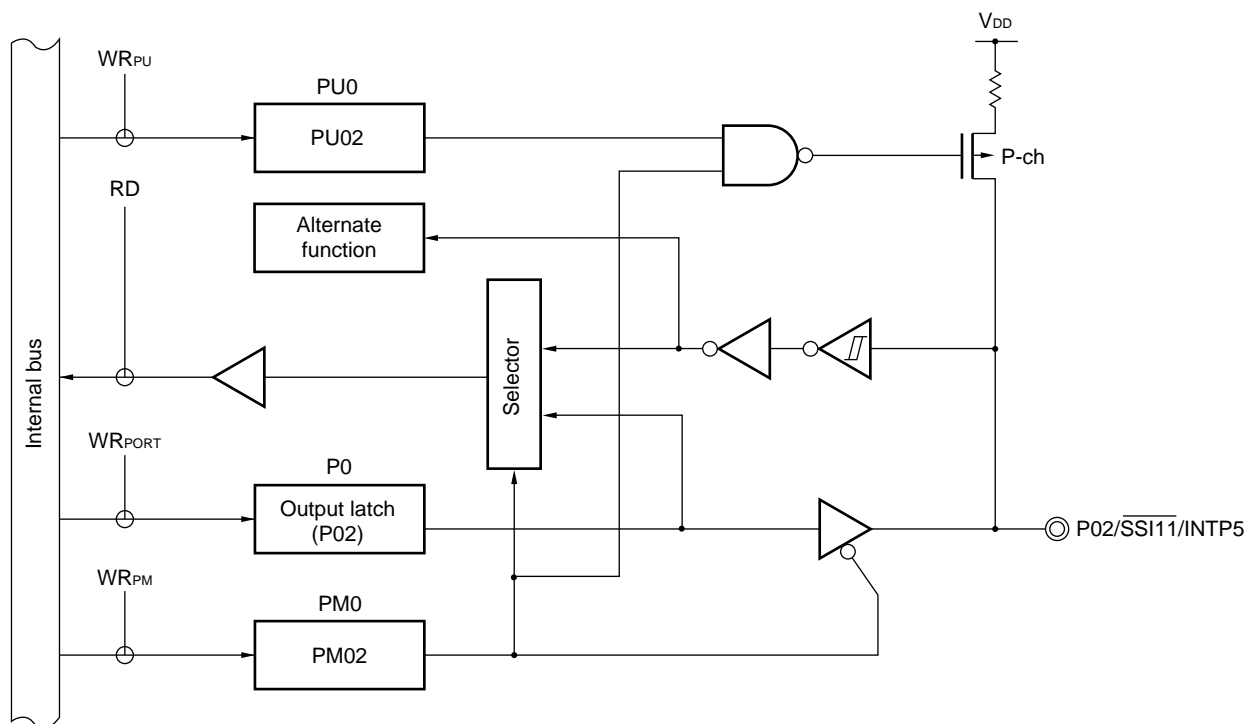 VDD
WRPU
PU0
PU02
P-ch
RD
Alternate
function
Selector
Internal bus
WRPORT
P0
Output latch
(P02)
P02/SSI11/INTP5
WRPM
PM0
PM02